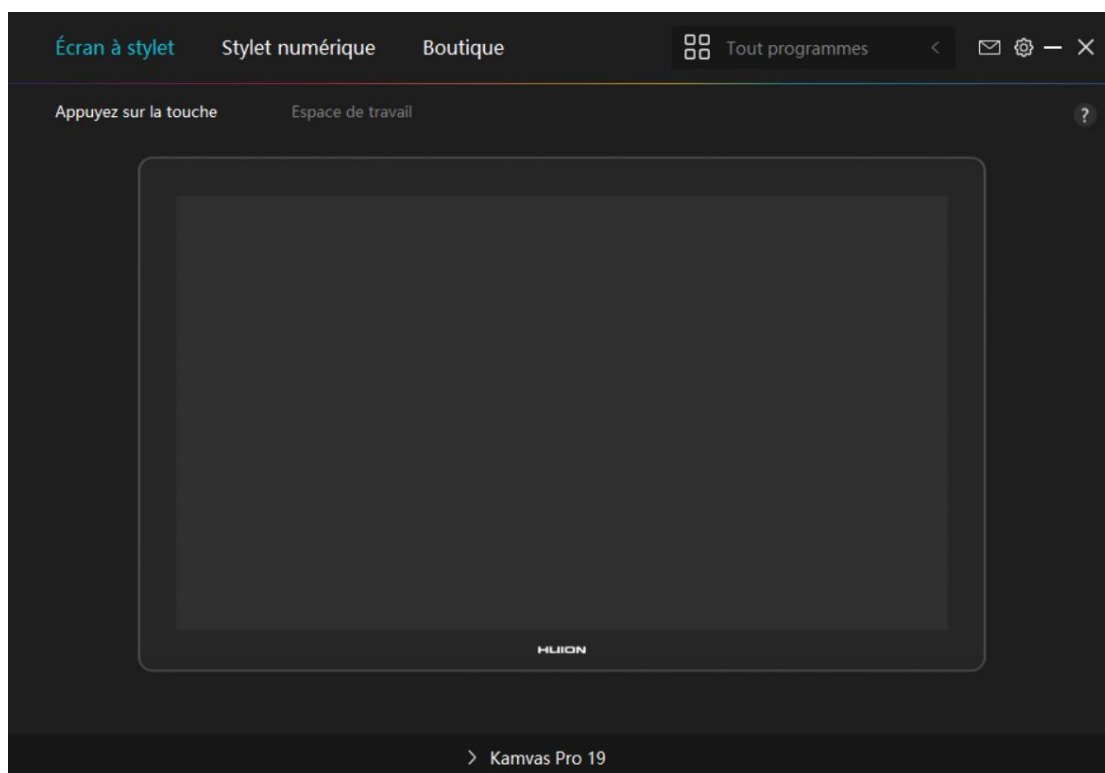 Écran à stylet Stylet numérique Boutique Tout programmes
Appuyez sur la touche Espace de travail ?
HUION
Kamvas Pro 19